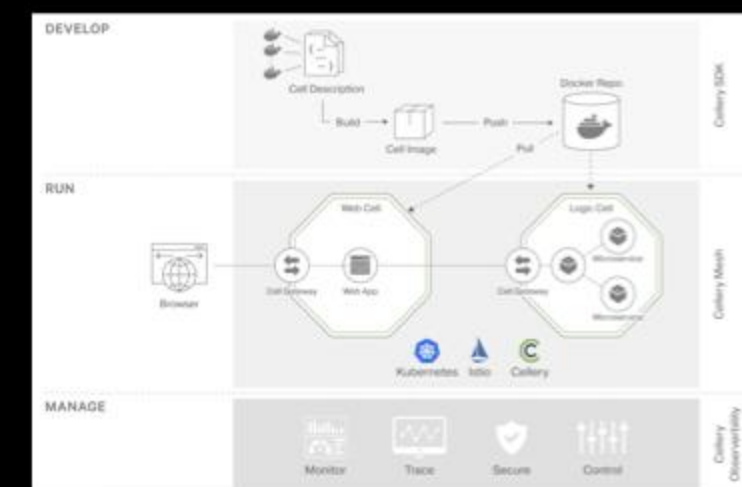 DEVELOP
Cell Description
Build
Cell Image
Push
Docker Repo
Pull
Cellery SDK
RUN
Web Cell
Logic Cell
Browser
Cell Gateway
Web App
Cell Gateway
Microservice
Microservice
Kubernetes
Istio
Cellery
Cellery Mesh
MANAGE
Monitor
Trace
Secure
Control
Cellery
Observability